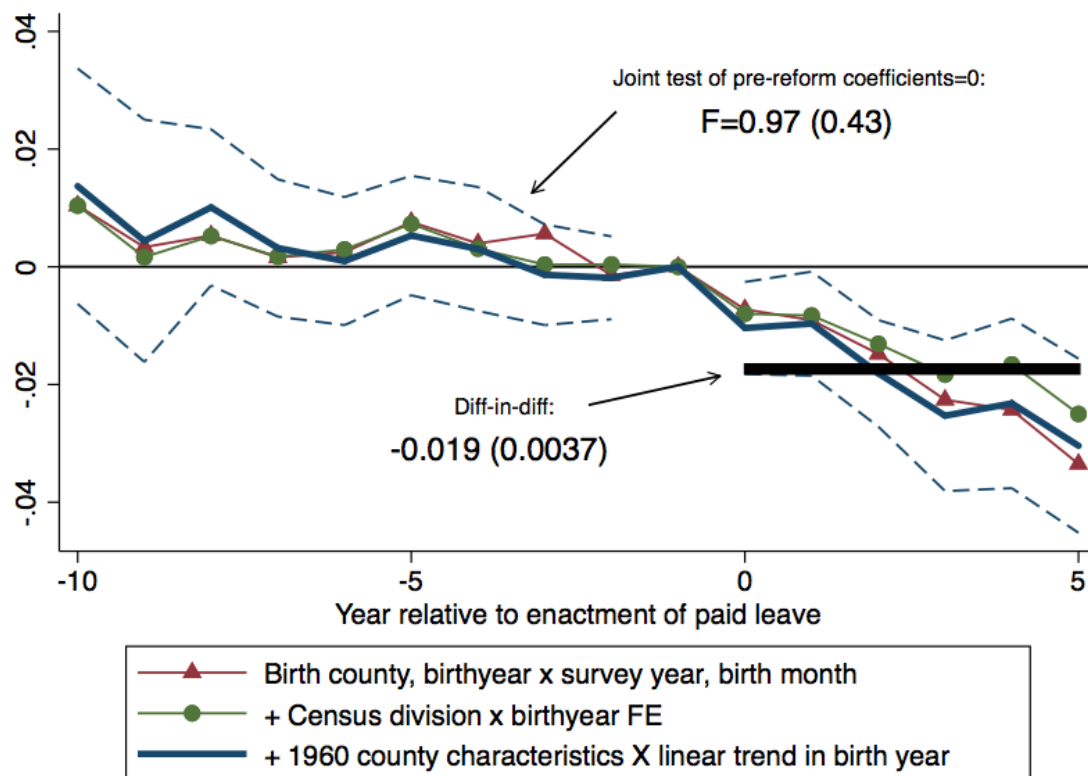 .04
Joint test of pre-reform coefficients=0:
F=0.97 (0.43)
.02
0
-.02
Diff-in-diff:
-0.019 (0.0037)
-.04
-10 -5 0 5
Year relative to enactment of paid leave
Birth county, birthyear x survey year, birth month
+ Census division x birthyear FE
+ 1960 county characteristics X linear trend in birth year